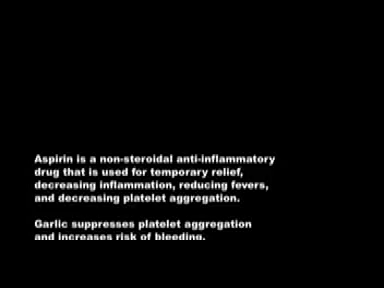 Aspirin is a non-steroidal anti-inflammatory
drug that is used for temporary relief,
decreasing inflammation, reducing fevers,
and decreasing platelet aggregation.
Garlic suppresses platelet aggregation
and increases risk of bleeding.